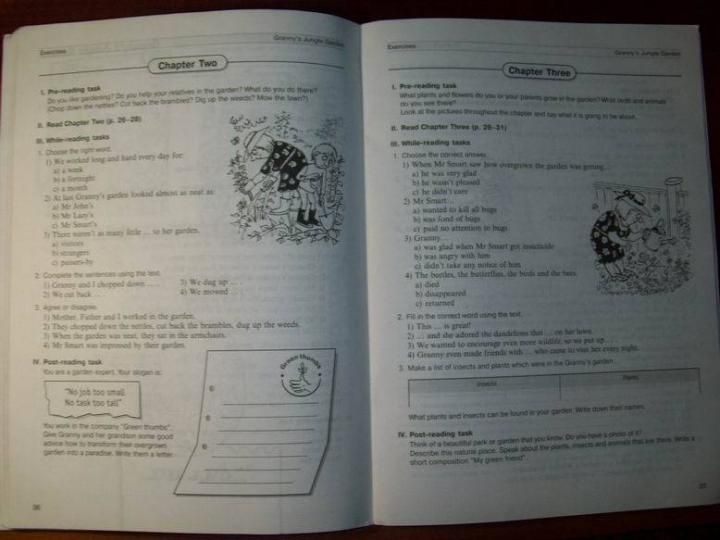 Exercises
Granny's Jungle Garden
Chapter Two
I. Pre-reading task
Do you like gardening? Do you help your relatives in the garden? What do you do there?
(Chop down the nettles? Cut back the brambles? Dig up the weeds? Mow the lawn?)
II. Read Chapter Two (p. 26–28)
III. While-reading tasks
1. Choose the right word.
1) We worked long and hard every day for:
a) a week
b) a fortnight
c) a month
2) At last Granny's garden looked almost as neat as
a) Mr John's
b) Mr Lazy's
c) Mr Smart's
3) There weren't as many little ... to her garden.
a) visitors
b) strangers
c) passers-by
2. Complete the sentences using the text.
1) Granny and I chopped down ... .
2) We cut back ... .
3) We dug up ... .
4) We mowed ... .
3. Agree or disagree.
1) Mother, Father and I worked in the garden.
2) They chopped down the nettles, cut back the brambles, dug up the weeds.
3) When the garden was neat, they sat in the armchairs.
4) Mr Smart was impressed by their garden.
IV. Post-reading task
You are a garden expert. Your slogan is:
"No job too small
No task too tall"
You work in the company "Green thumbs".
Give Granny and her grandson some good
advice how to transform their overgrown
garden into a paradise. Write them a letter.
Green thumbs
36
Exercises
Granny's Jungle Garden
Chapter Three
I. Pre-reading task
What plants and flowers do you or your parents grow in the garden? What birds and animals
do you see there?
Look at the pictures throughout the chapter and say what it is going to be about.
II. Read Chapter Three (p. 28–31)
III. While-reading tasks
1. Choose the correct answer.
1) When Mr Smart saw how overgrown the garden was getting ...
a) he was very glad
b) he wasn't pleased
c) he didn't care
2) Mr Smart...
a) wanted to kill all bugs
b) was fond of bugs
c) paid no attention to bugs
3) Granny...
a) was glad when Mr Smart got insecticide
b) was angry with him
c) didn't take any notice of him
4) The beetles, the butterflies, the birds and the bats.
a) died
b) disappeared
c) returned
2. Fill in the correct word using the text.
1) This ... is great!
2) ... and she adored the dandelions that ... on her lawn.
3) We wanted to encourage even more wildlife, so we put up...
4) Granny even made friends with ... who came to visit her every night.
3. Make a list of insects and plants which were in the Granny's garden.
Insects
Plants
What plants and insects can be found in your garden. Write down their names.
IV. Post-reading task
Think of a beautiful park or garden that you know. Do you have a photo of it?
Describe this natural place. Speak about the plants, insects and animals that live there. Write a
short composition "My green friend".
37